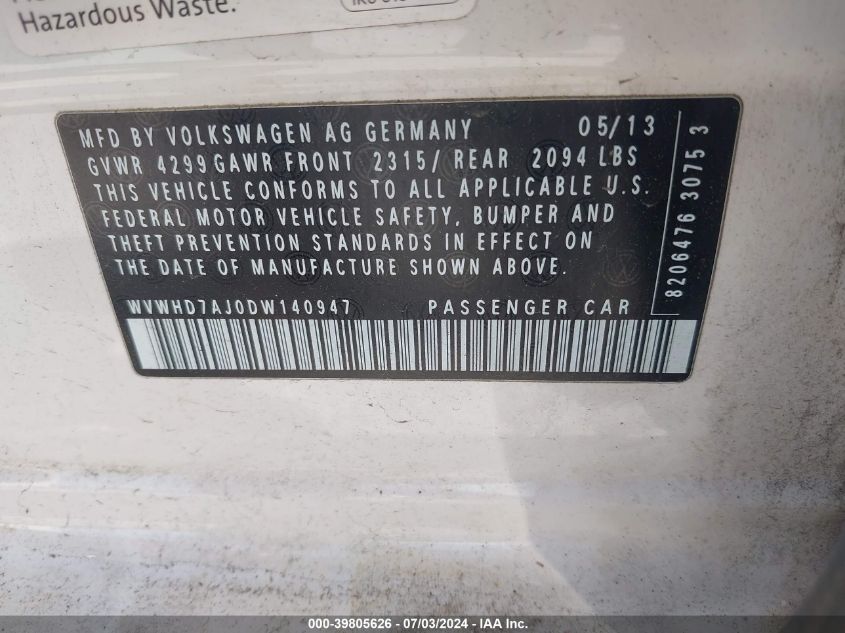 Hazardous Waste.
MFD BY VOLKSWAGEN AG GERMANY 05/13
GVWR 4299 GAWR FRONT 2315/ REAR 2094 LBS
THIS VEHICLE CONFORMS TO ALL APPLICABLE U.S.
FEDERAL MOTOR VEHICLE SAFETY, BUMPER AND
THEFT PREVENTION STANDARDS IN EFFECT ON
THE DATE OF MANUFACTURE SHOWN ABOVE.
WVWHD7AJ0DW140947 PASSENGER CAR
8206476 3075 3
000-39805626 - 07/03/2024 - IAA Inc.